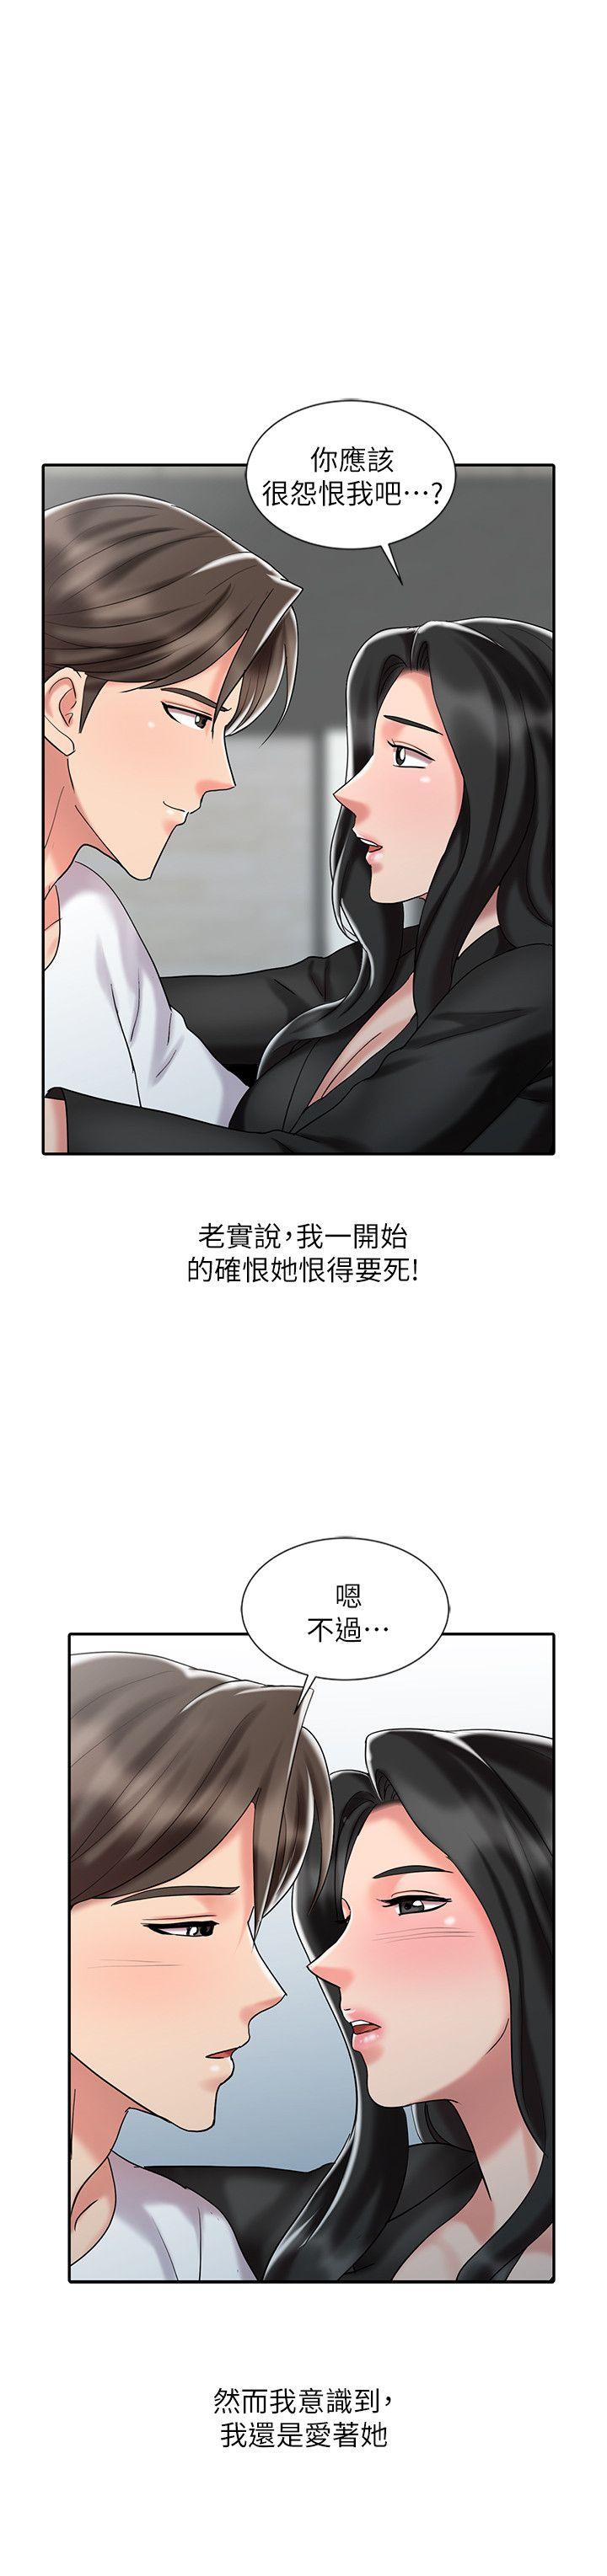 你應該
很怨恨我吧…?
老實說,我一開始
的確恨她恨得要死!
嗯
不過…
然而我意識到,
我還是愛著她